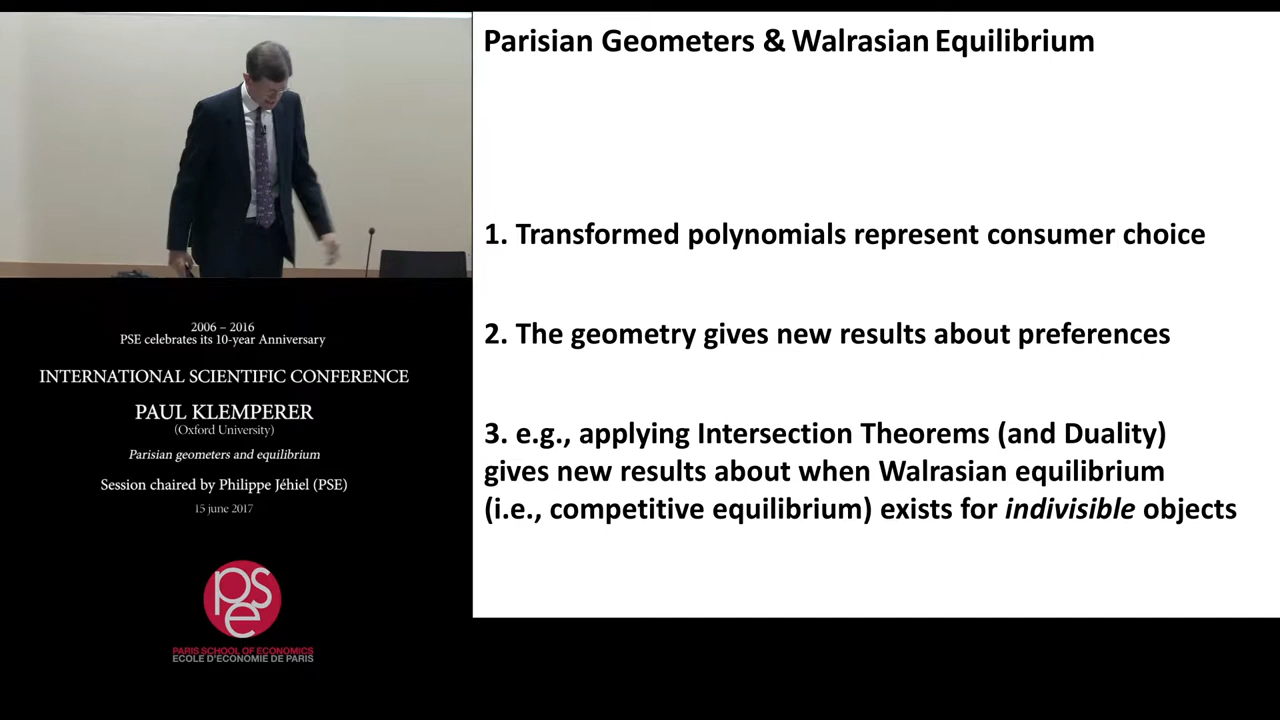 Parisian Geometers & Walrasian Equilibrium
1. Transformed polynomials represent consumer choice
2. The geometry gives new results about preferences
3. e.g., applying Intersection Theorems (and Duality)
gives new results about when Walrasian equilibrium
(i.e., competitive equilibrium) exists for indivisible objects
2006 – 2016
PSE celebrates its 10-year Anniversary
INTERNATIONAL SCIENTIFIC CONFERENCE
PAUL KLEMPERER
(Oxford University)
Parisian geometers and equilibrium
Session chaired by Philippe Jéhiel (PSE)
15 june 2017
pse
PARIS SCHOOL OF ECONOMICS
ECOLE D'ECONOMIE DE PARIS